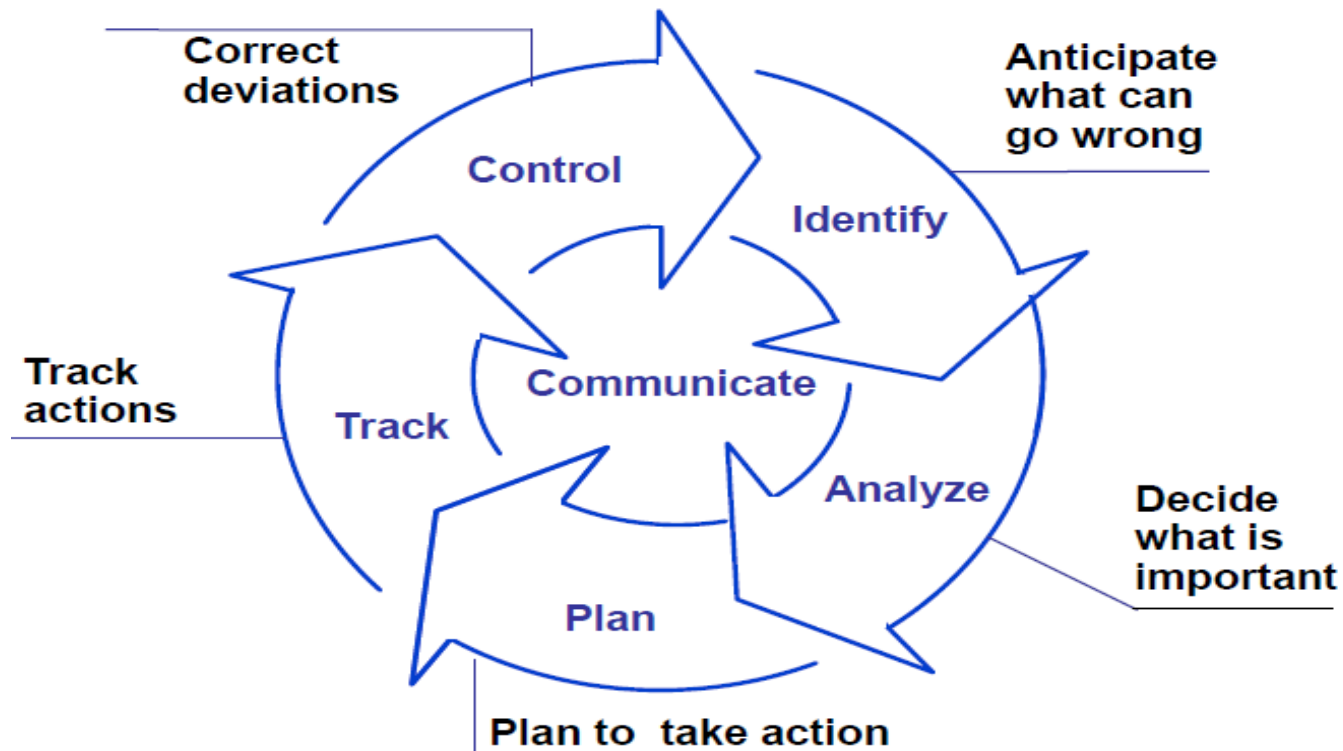 Correct
deviations
Anticipate
what can
go wrong
Control
Identify
Track
actions
Communicate
Track
Analyze
Decide
what is
important
Plan
Plan to  take action